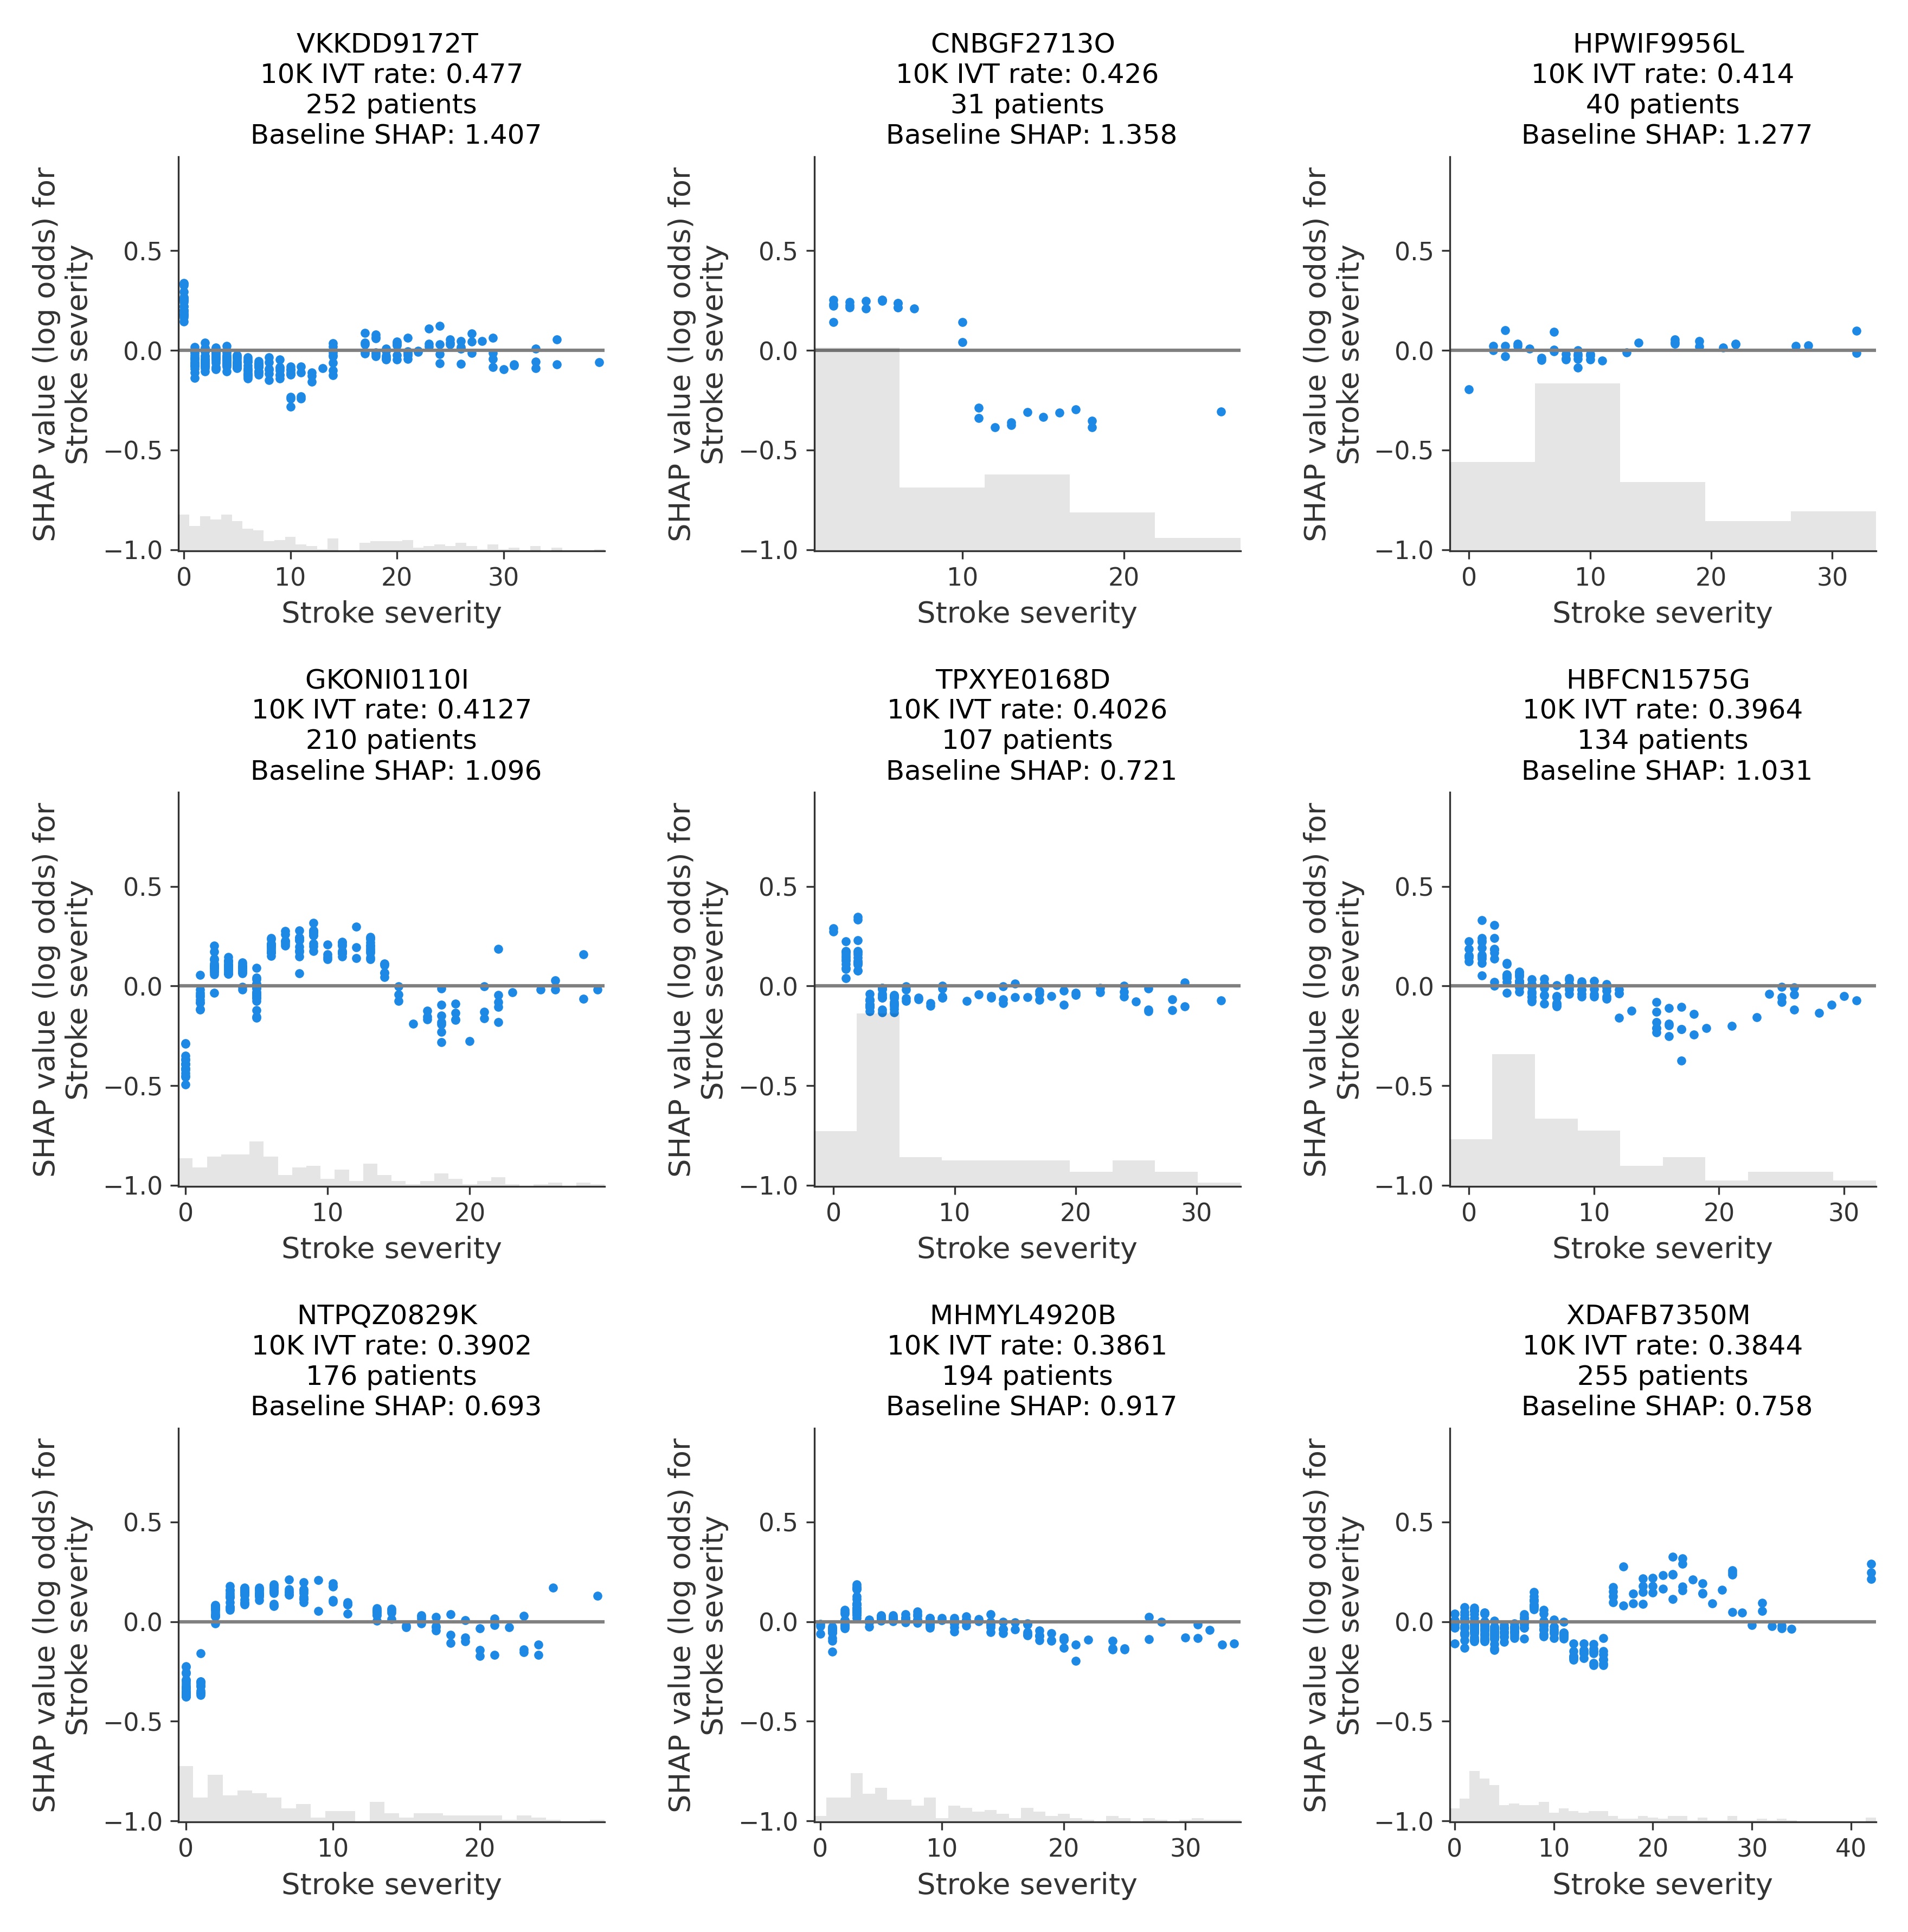 VKKDD9172T
10K IVT rate: 0.477
252 patients
Baseline SHAP: 1.407
SHAP value (log odds) for
Stroke severity
0.5
0.0
−0.5
−1.0
0 10 20 30
Stroke severity
CNBGF2713O
10K IVT rate: 0.426
31 patients
Baseline SHAP: 1.358
SHAP value (log odds) for
Stroke severity
0.5
0.0
−0.5
−1.0
10 20
Stroke severity
HPWIF9956L
10K IVT rate: 0.414
40 patients
Baseline SHAP: 1.277
SHAP value (log odds) for
Stroke severity
0.5
0.0
−0.5
−1.0
0 10 20 30
Stroke severity
GKONI0110I
10K IVT rate: 0.4127
210 patients
Baseline SHAP: 1.096
SHAP value (log odds) for
Stroke severity
0.5
0.0
−0.5
−1.0
0 10 20
Stroke severity
TPXYE0168D
10K IVT rate: 0.4026
107 patients
Baseline SHAP: 0.721
SHAP value (log odds) for
Stroke severity
0.5
0.0
−0.5
−1.0
0 10 20 30
Stroke severity
HBFCN1575G
10K IVT rate: 0.3964
134 patients
Baseline SHAP: 1.031
SHAP value (log odds) for
Stroke severity
0.5
0.0
−0.5
−1.0
0 10 20 30
Stroke severity
NTPQZ0829K
10K IVT rate: 0.3902
176 patients
Baseline SHAP: 0.693
SHAP value (log odds) for
Stroke severity
0.5
0.0
−0.5
−1.0
0 10 20
Stroke severity
MHMYL4920B
10K IVT rate: 0.3861
194 patients
Baseline SHAP: 0.917
SHAP value (log odds) for
Stroke severity
0.5
0.0
−0.5
−1.0
0 10 20 30
Stroke severity
XDAFB7350M
10K IVT rate: 0.3844
255 patients
Baseline SHAP: 0.758
SHAP value (log odds) for
Stroke severity
0.5
0.0
−0.5
−1.0
0 10 20 30 40
Stroke severity